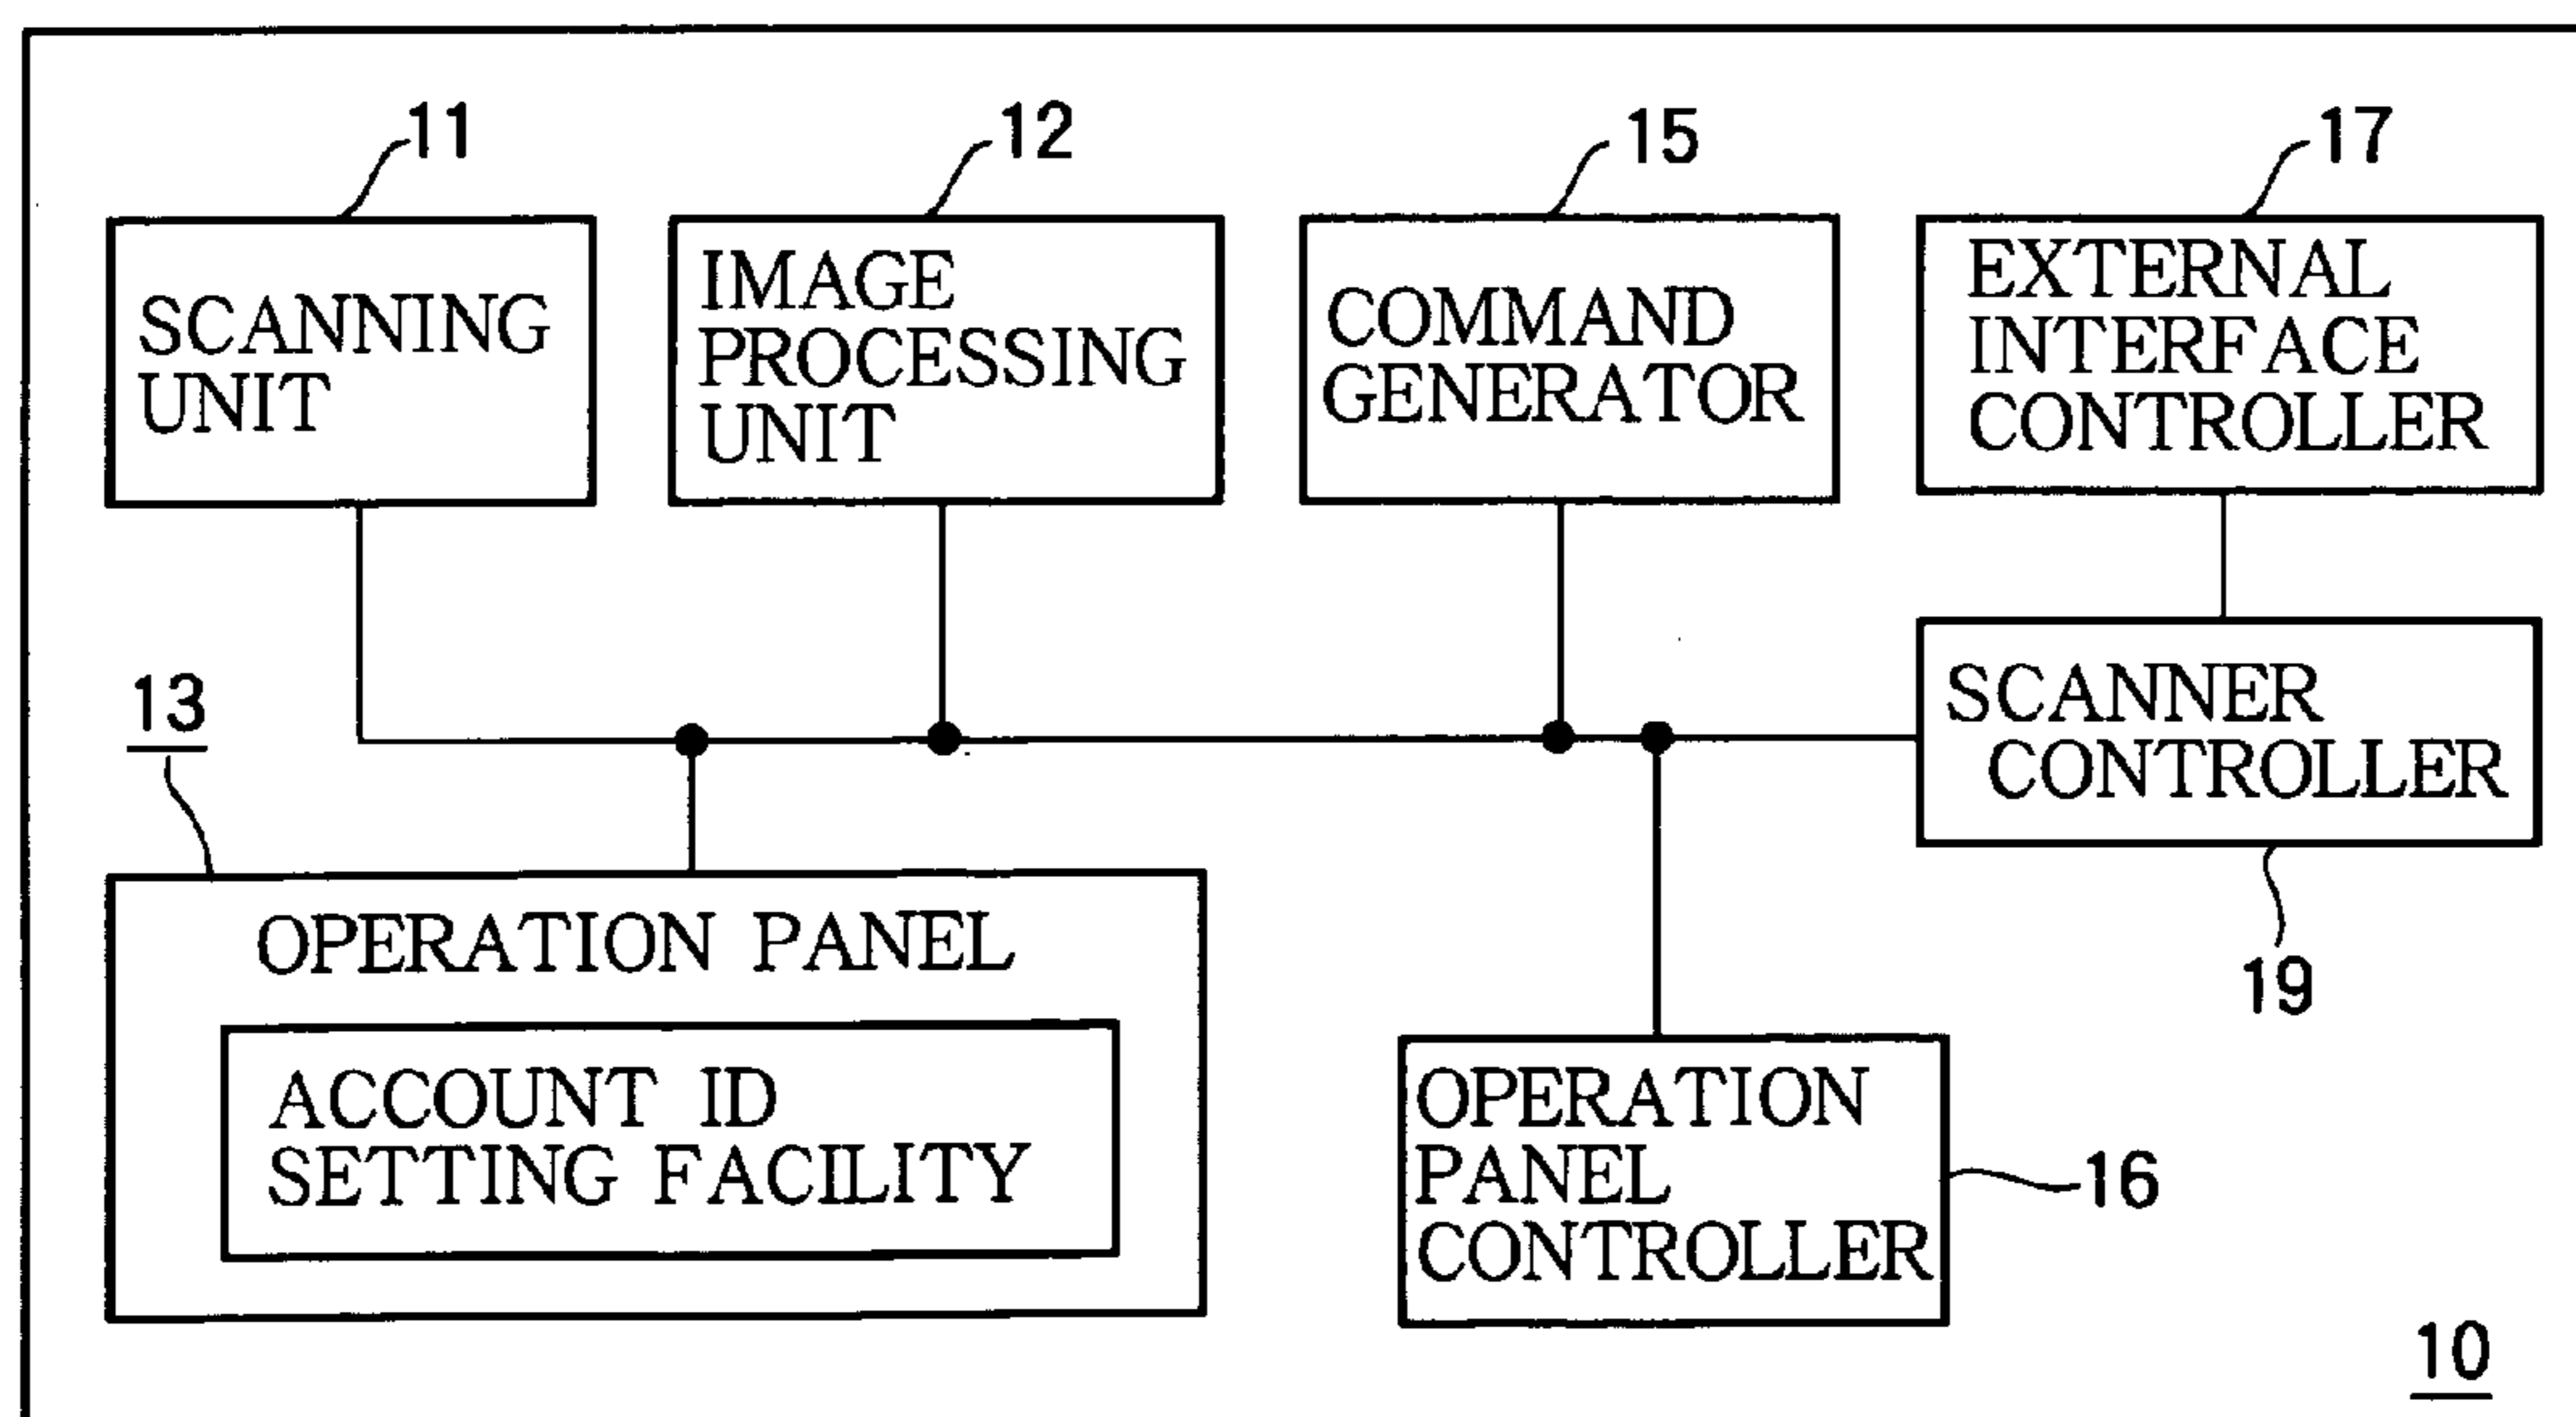 11
12
15
17
SCANNING
UNIT
IMAGE
PROCESSING
UNIT
COMMAND
GENERATOR
EXTERNAL
INTERFACE
CONTROLLER
13
SCANNER
CONTROLLER
19
OPERATION PANEL
ACCOUNT ID
SETTING FACILITY
OPERATION
PANEL
CONTROLLER
16
10